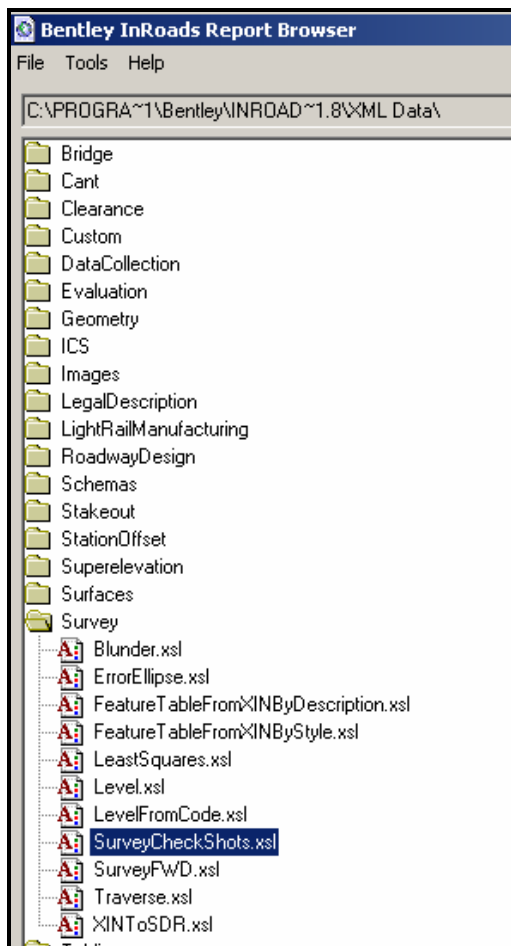 Bentley InRoads Report Browser
File Tools Help
C:\PROGRA~1\Bentley\INROAD~1.8\XML Data\
Bridge
Cant
Clearance
Custom
DataCollection
Evaluation
Geometry
ICS
Images
LegalDescription
LightRailManufacturing
RoadwayDesign
Schemas
Stakeout
StationOffset
Superelevation
Surfaces
Survey
Blunder.xsl
ErrorEllipse.xsl
FeatureTableFromXINByDescription.xsl
FeatureTableFromXINByStyle.xsl
LeastSquares.xsl
Level.xsl
LevelFromCode.xsl
SurveyCheckShots.xsl
SurveyFWD.xsl
Traverse.xsl
XINToSDR.xsl